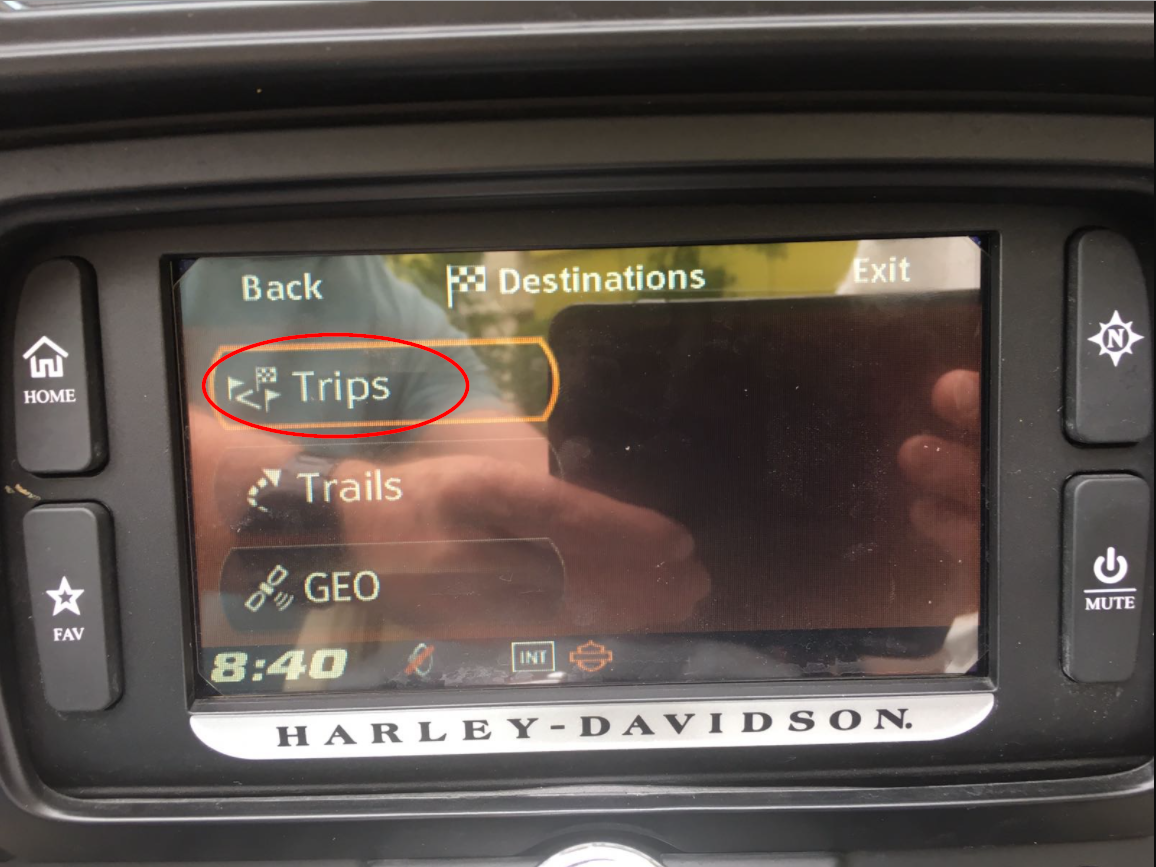 Back Destinations Exit
Trips
Trails
GEO
8:40 INT
HOME
FAV
N
MUTE
HARLEY-DAVIDSON.